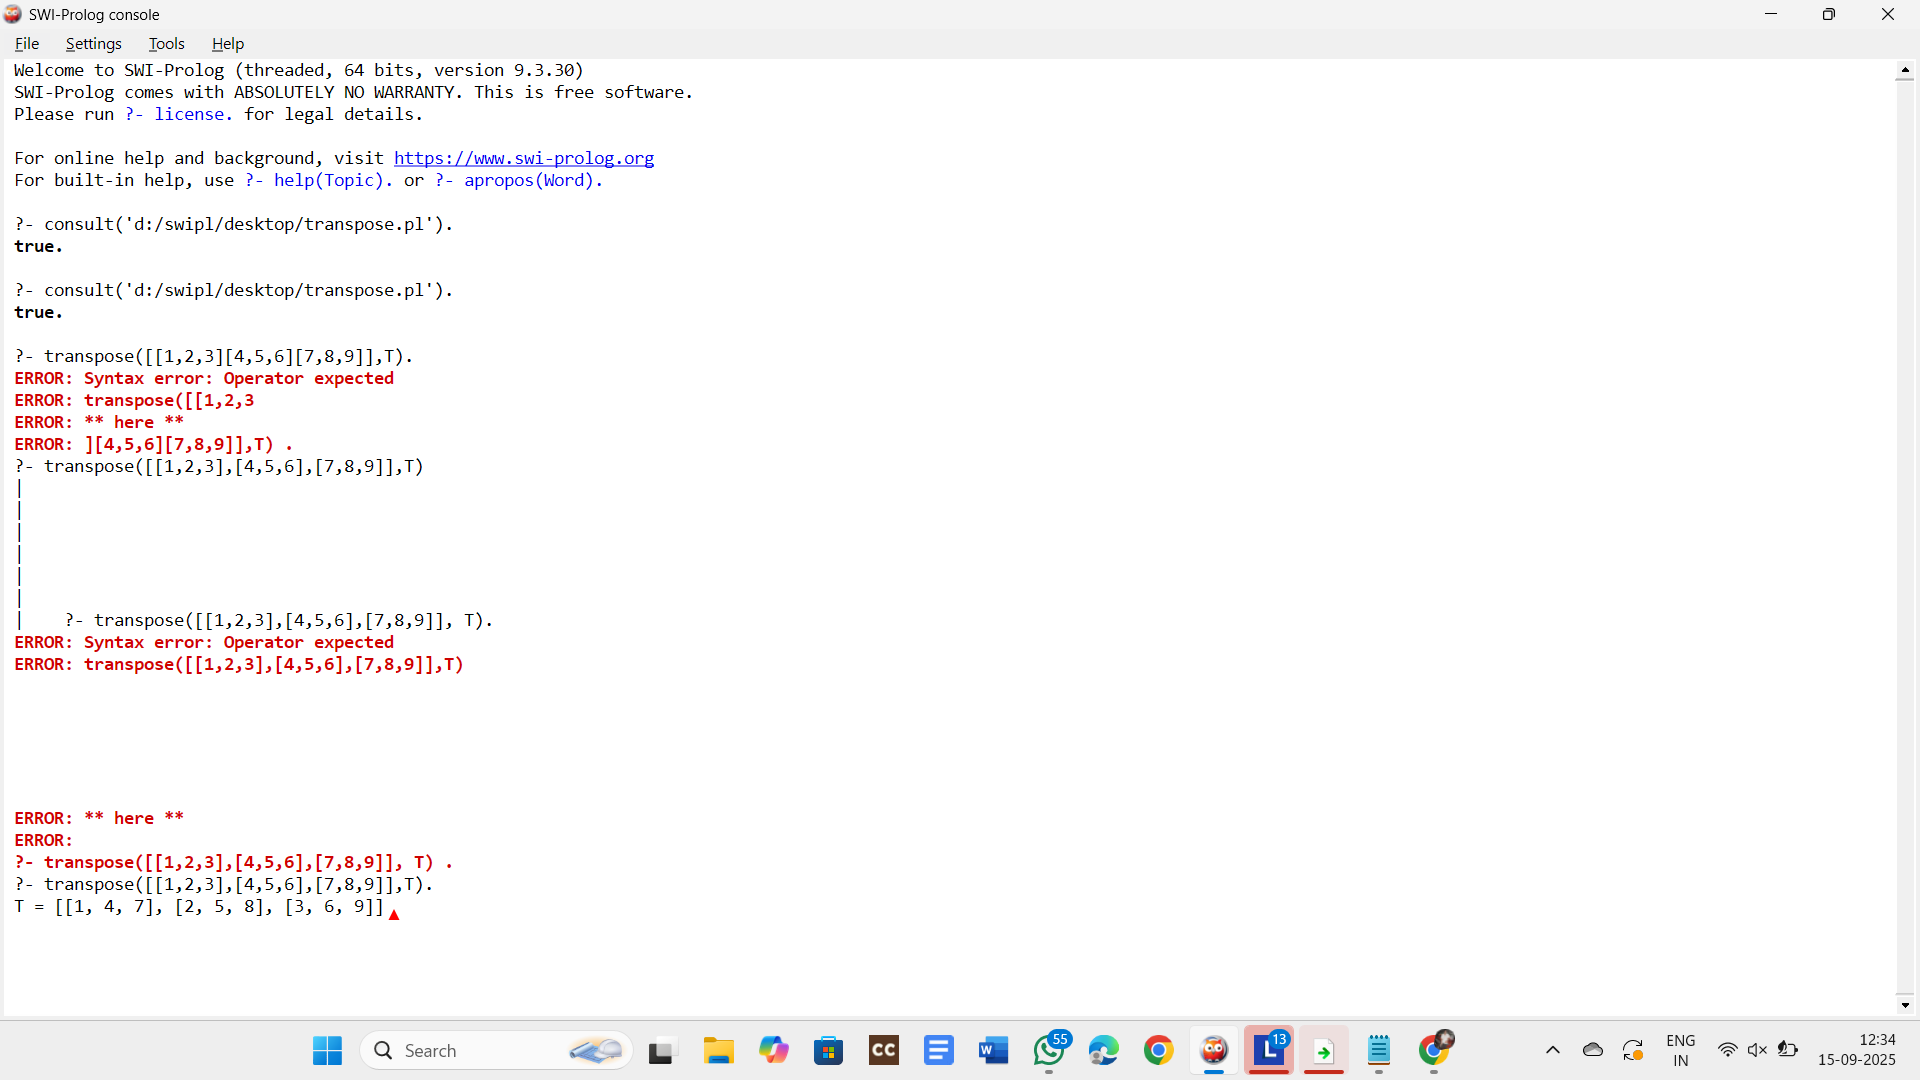 SWI-Prolog console
File Settings Tools Help
Welcome to SWI-Prolog (threaded, 64 bits, version 9.3.30)
SWI-Prolog comes with ABSOLUTELY NO WARRANTY. This is free software.
Please run ?- license. for legal details.
For online help and background, visit https://www.swi-prolog.org
For built-in help, use ?- help(Topic). or ?- apropos(Word).
?- consult('d:/swipl/desktop/transpose.pl').
true.
?- consult('d:/swipl/desktop/transpose.pl').
true.
?- transpose([[1,2,3][4,5,6][7,8,9]],T).
ERROR: Syntax error: Operator expected
ERROR: transpose([[1,2,3
ERROR: ** here **
ERROR: ][4,5,6][7,8,9]],T) .
?- transpose([[1,2,3],[4,5,6],[7,8,9]],T)
|
|
|
|
|
|
|    ?- transpose([[1,2,3],[4,5,6],[7,8,9]], T).
ERROR: Syntax error: Operator expected
ERROR: transpose([[1,2,3],[4,5,6],[7,8,9]],T)
ERROR: ** here **
ERROR:
?- transpose([[1,2,3],[4,5,6],[7,8,9]], T) .
?- transpose([[1,2,3],[4,5,6],[7,8,9]],T).
T = [[1, 4, 7], [2, 5, 8], [3, 6, 9]]
Search
CC
W
55
L
13
ENG
IN
12:34
15-09-2025